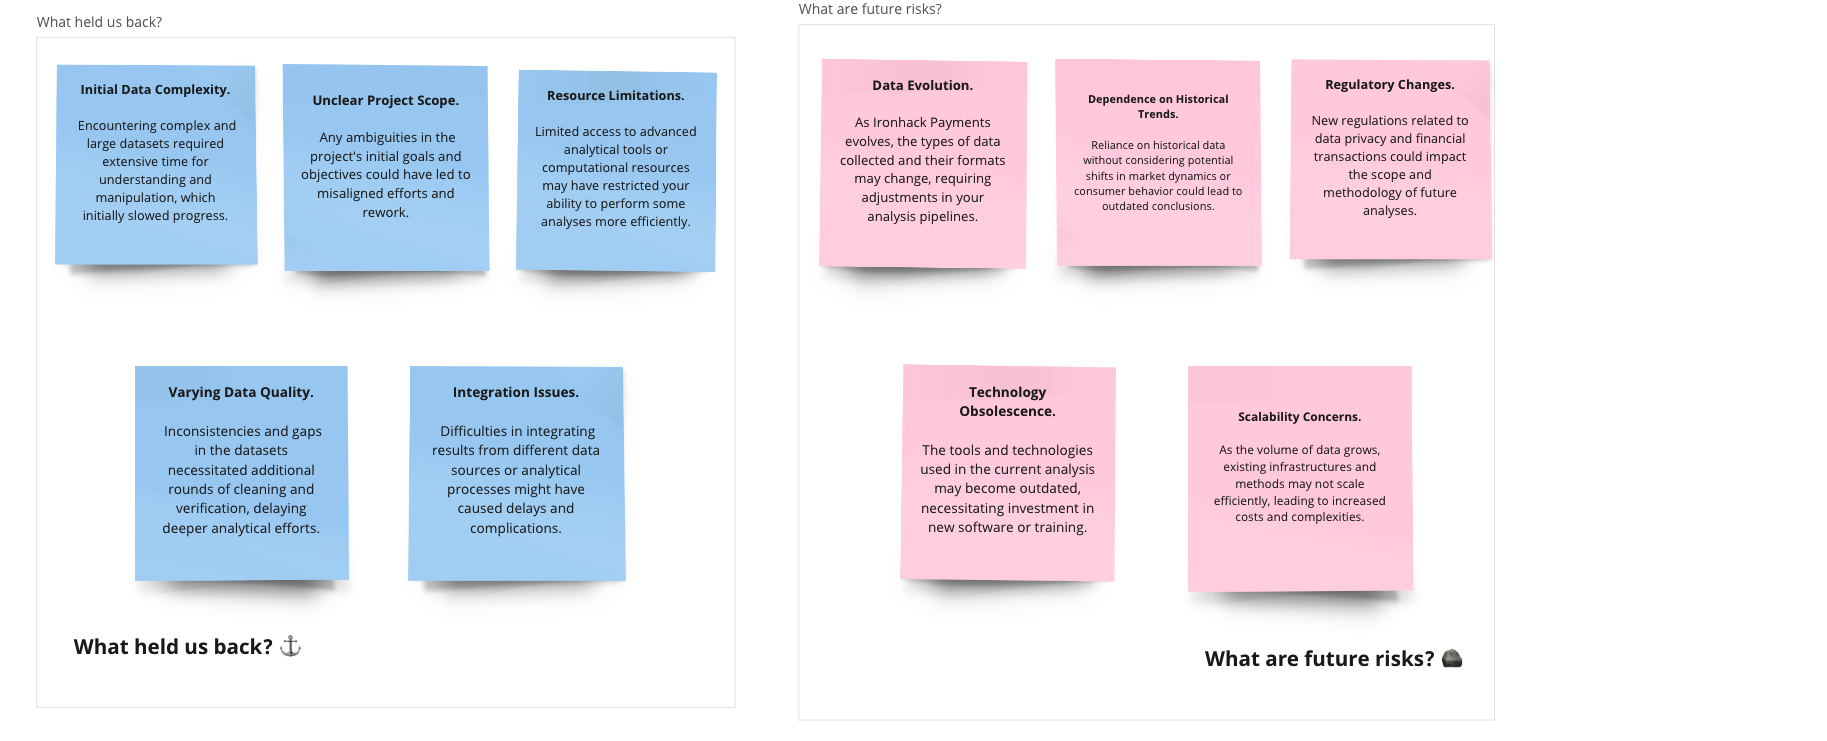 What held us back?
Initial Data Complexity.
Encountering complex and
large datasets required
extensive time for
understanding and
manipulation, which
initially slowed progress.
Unclear Project Scope.
Any ambiguities in the
project's initial goals and
objectives could have led to
misaligned efforts and
rework.
Resource Limitations.
Limited access to advanced
analytical tools or
computational resources
may have restricted your
ability to perform some
analyses more efficiently.
Varying Data Quality.
Inconsistencies and gaps
in the datasets
necessitated additional
rounds of cleaning and
verification, delaying
deeper analytical efforts.
Integration Issues.
Difficulties in integrating
results from different data
sources or analytical
processes might have
caused delays and
complications.
What held us back? ⚓
What are future risks?
Data Evolution.
As Ironhack Payments
evolves, the types of data
collected and their formats
may change, requiring
adjustments in your
analysis pipelines.
Dependence on Historical
Trends.
Reliance on historical data
without considering potential
shifts in market dynamics or
consumer behavior could lead to
outdated conclusions.
Regulatory Changes.
New regulations related to
data privacy and financial
transactions could impact
the scope and
methodology of future
analyses.
Technology
Obsolescence.
The tools and technologies
used in the current analysis
may become outdated,
necessitating investment in
new software or training.
Scalability Concerns.
As the volume of data grows,
existing infrastructures and
methods may not scale
efficiently, leading to increased
costs and complexities.
What are future risks? 🪨